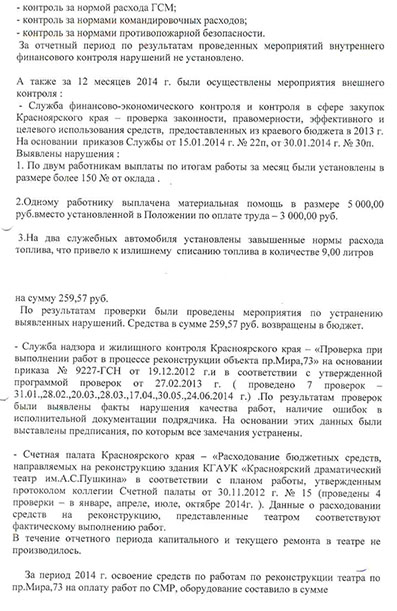 - контроль за нормой расхода ГСМ;
- контроль за нормами командировочных расходов;
- контроль за нормами противопожарной безопасности.
За отчетный период по результатам проведенных мероприятий внутреннего
финансового контроля нарушений не установлено.
А также за 12 месяцев 2014 г. были осуществлены мероприятия внешнего
контроля :
- Служба финансово-экономического контроля и контроля в сфере закупок
Красноярского края – проверка законности, правомерности, эффективного и
целевого использования средств, предоставленных из краевого бюджета в 2013 г.
На основании приказов Службы от 15.01.2014 г. № 22п, от 30.01.2014 г. № 30п.
Выявлены нарушения :
1. По двум работникам выплаты по итогам работы за месяц были установлены в
размере более 150 № от оклада .
2.Одному работнику выплачена материальная помощь в размере 5 000,00
руб.вместо установленной в Положении по оплате труда – 3 000,00 руб.
3.На два служебных автомобиля установлены завышенные нормы расхода
топлива, что привело к излишнему списанию топлива в количестве 9,00 литров
на сумму 259,57 руб.
По результатам проверки были проведены мероприятия по устранению
выявленных нарушений. Средства в сумме 259,57 руб. возвращены в бюджет.
- Служба надзора и жилищного контроля Красноярского края – «Проверка при
выполнении работ в процессе реконструкции объекта пр.Мира,73» на основании
приказа № 9227-ГСН от 19.12.2012 г.и в соответствии с утвержденной
программой проверок от 27.02.2013 г. ( проведено 7 проверок –
31.01.,28.02.,20.03.,28.03.,17.04,30.05.,24.06.2014 г.) .По результатам проверок
были выявлены факты нарушения качества работ, наличие ошибок в
исполнительной документации подрядчика. На основании этих данных были
выставлены предписания, по которым все замечания устранены.
- Счетная палата Красноярского края – «Расходование бюджетных средств,
направляемых на реконструкцию здания КГАУК «Красноярский драматический
театр им.А.С.Пушкина» в соответствии с планом работы, утвержденным
протоколом коллегии Счетной палаты от 30.11.2012 г. № 15 (проведены 4
проверки – в январе, апреле, июле, октябре 2014г. ). Данные о расходовании
средств на реконструкцию, представленные театром соответствуют
фактическому выполнению работ.
В течение отчетного периода капитального и текущего ремонта в театре не
производилось.
За период 2014 г. освоение средств по работам по реконструкции театра по
пр.Мира,73 на оплату работ по СМР, оборудование составило в сумме